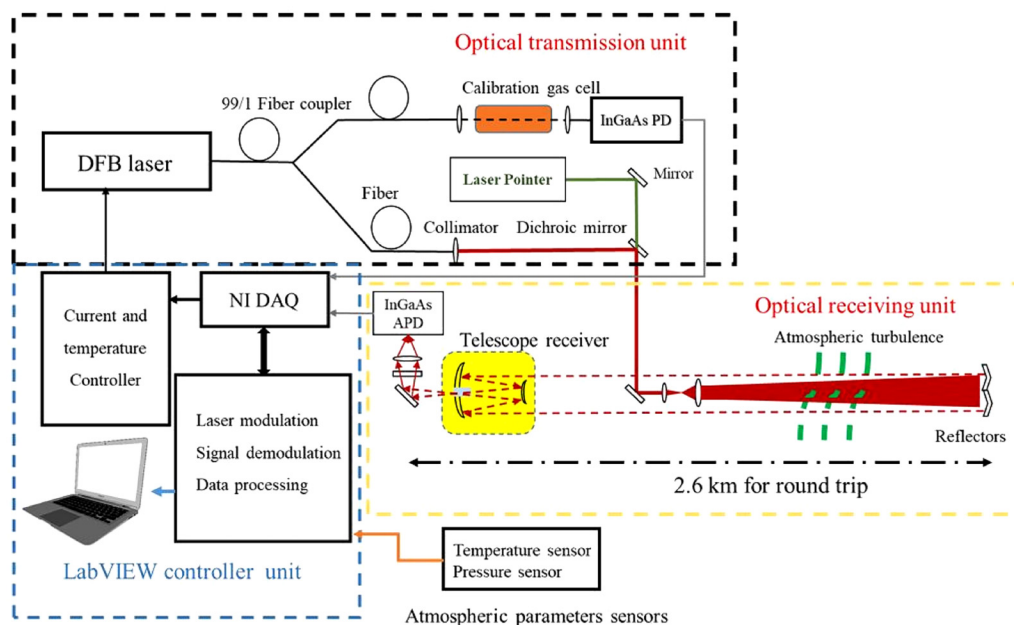 Optical transmission unit
99/1 Fiber coupler
Calibration gas cell
InGaAs PD
DFB laser
Laser Pointer
Mirror
Fiber
Collimator
Dichroic mirror
Current and
temperature
Controller
NI DAQ
InGaAs
APD
Optical receiving unit
Telescope receiver
Atmospheric turbulence
Laser modulation
Signal demodulation
Data processing
Reflectors
2.6 km for round trip
LabVIEW controller unit
Temperature sensor
Pressure sensor
Atmospheric parameters sensors